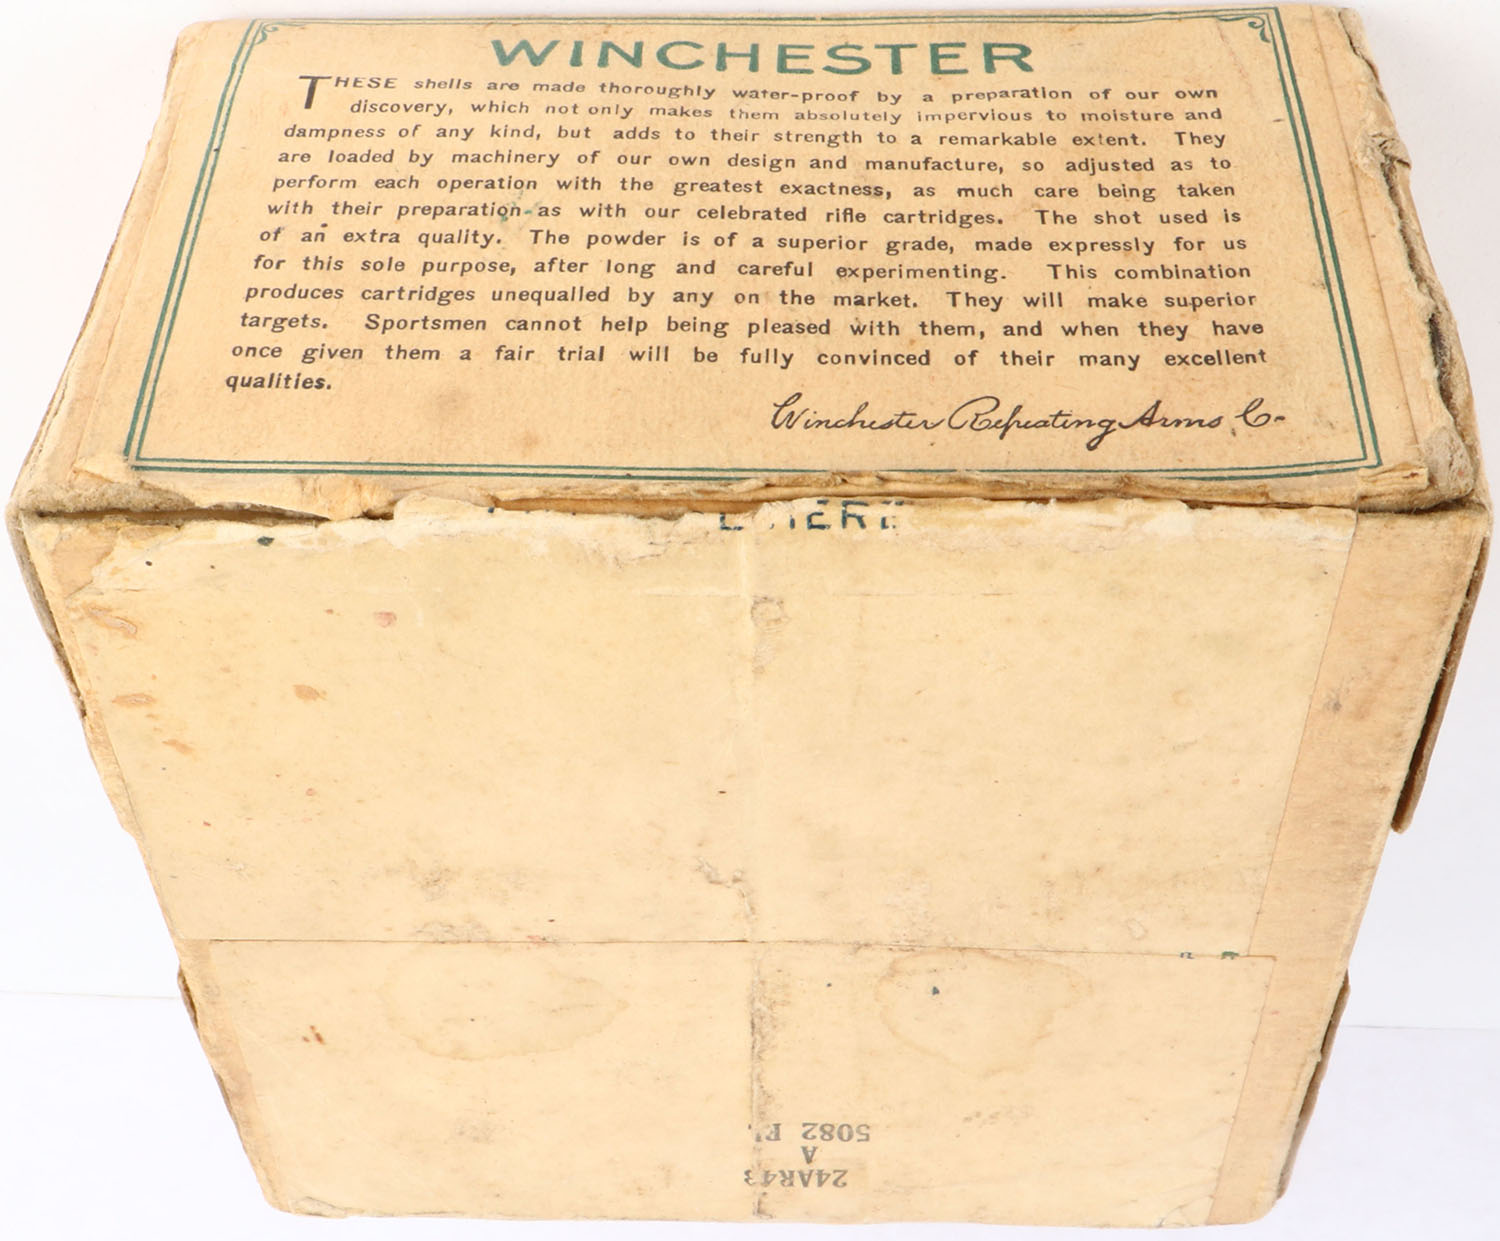 WINCHESTER
THESE shells are made thoroughly water-proof by a preparation of our own
discovery, which not only makes them absolutely impervious to moisture and
dampness of any kind, but adds to their strength to a remarkable extent. They
are loaded by machinery of our own design and manufacture, so adjusted as to
perform each operation with the greatest exactness, as much care being taken
with their preparation as with our celebrated rifle cartridges. The shot used is
of an extra quality. The powder is of a superior grade, made expressly for us
for this sole purpose, after long and careful experimenting. This combination
produces cartridges unequalled by any on the market. They will make superior
targets. Sportsmen cannot help being pleased with them, and when they have
once given them a fair trial will be fully convinced of their many excellent
qualities.
Winchester Repeating Arms Co-
24AR43
A
5082